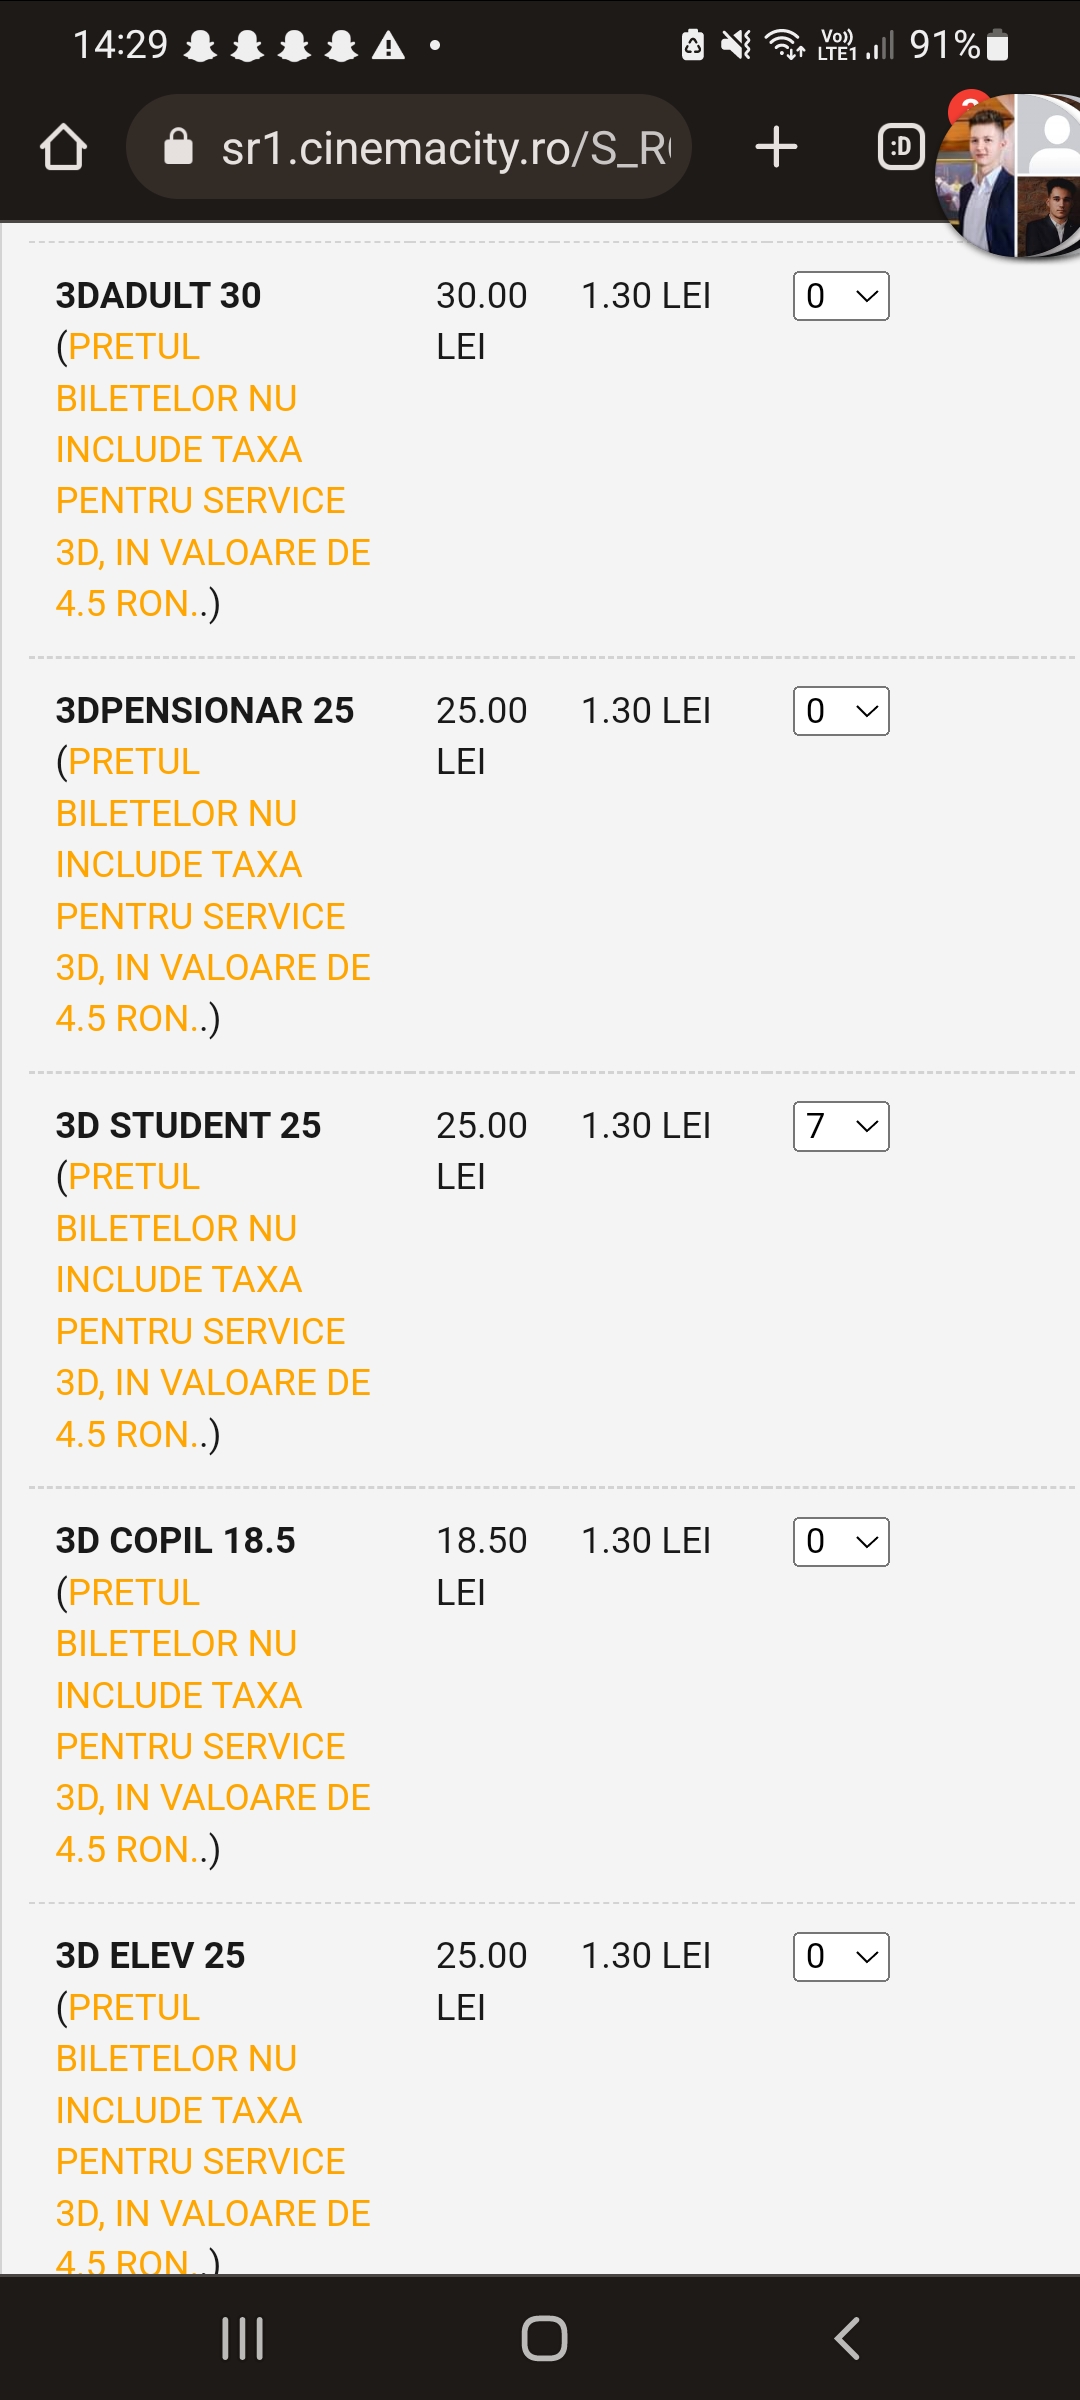 14:29
Vo)) LTE1
91%
sr1.cinemacity.ro/S_R
:D
3DADULT 30 30.00 1.30 LEI 0
(PRETUL LEI
BILETELOR NU
INCLUDE TAXA
PENTRU SERVICE
3D, IN VALOARE DE
4.5 RON..)
3DPENSIONAR 25 25.00 1.30 LEI 0
(PRETUL LEI
BILETELOR NU
INCLUDE TAXA
PENTRU SERVICE
3D, IN VALOARE DE
4.5 RON..)
3D STUDENT 25 25.00 1.30 LEI 7
(PRETUL LEI
BILETELOR NU
INCLUDE TAXA
PENTRU SERVICE
3D, IN VALOARE DE
4.5 RON..)
3D COPIL 18.5 18.50 1.30 LEI 0
(PRETUL LEI
BILETELOR NU
INCLUDE TAXA
PENTRU SERVICE
3D, IN VALOARE DE
4.5 RON..)
3D ELEV 25 25.00 1.30 LEI 0
(PRETUL LEI
BILETELOR NU
INCLUDE TAXA
PENTRU SERVICE
3D, IN VALOARE DE
4.5 RON..)